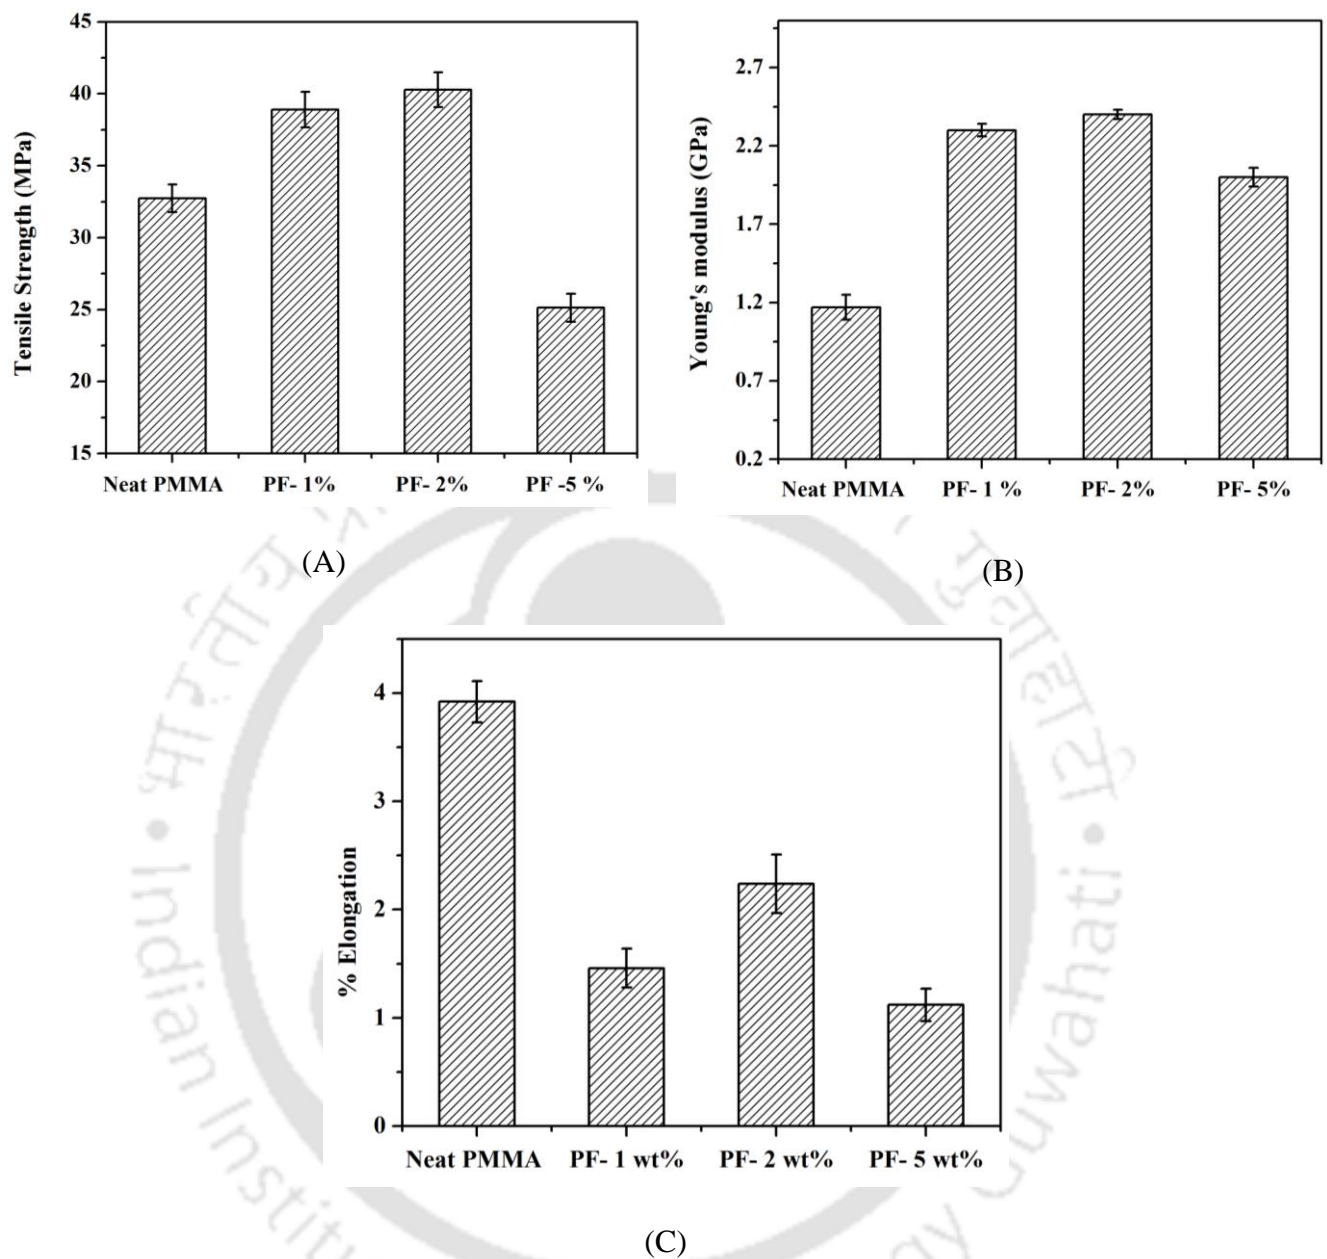 45
40
35
30
25
20
15
Tensile Strength (MPa)
Neat PMMA PF- 1% PF- 2% PF -5 %
(A)
2.7
2.2
1.7
1.2
0.7
0.2
Young's modulus (GPa)
Neat PMMA PF- 1 % PF- 2% PF- 5%
(B)
4
3
2
1
0
% Elongation
Neat PMMA PF- 1 wt% PF- 2 wt% PF- 5 wt%
(C)
भारतीय
गुवाहाटी
Indian
Guwahati